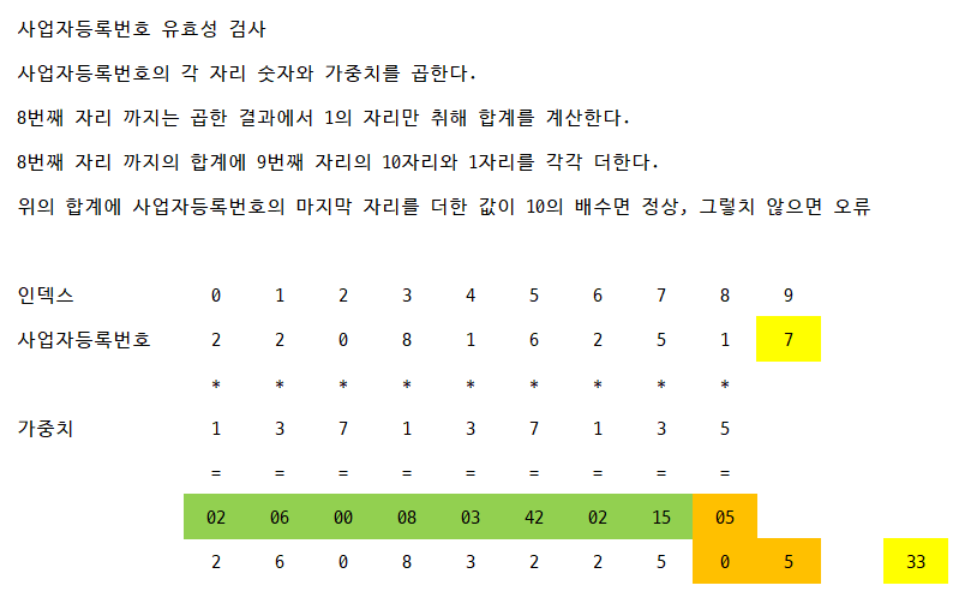 사업자등록번호 유효성 검사
사업자등록번호의 각 자리 숫자와 가중치를 곱한다.
8번째 자리 까지는 곱한 결과에서 1의 자리만 취해 합계를 계산한다.
8번째 자리 까지의 합계에 9번째 자리의 10자리와 1자리를 각각 더한다.
위의 합계에 사업자등록번호의 마지막 자리를 더한 값이 10의 배수면 정상, 그렇치 않으면 오류
인덱스 0 1 2 3 4 5 6 7 8 9
사업자등록번호 2 2 0 8 1 6 2 5 1 7
* * * * * * * * *
가중치 1 3 7 1 3 7 1 3 5
= = = = = = = = =
02 06 00 08 03 42 02 15 05
2 6 0 8 3 2 2 5 0 5 33